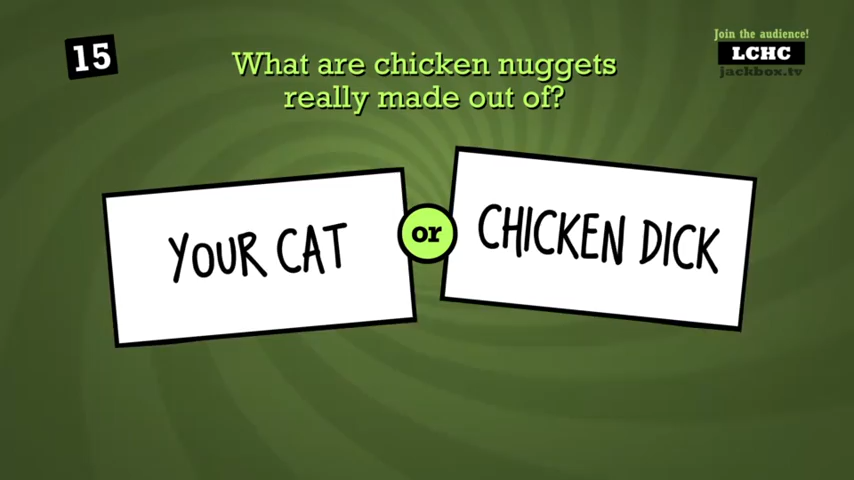 15
What are chicken nuggets
really made out of?
Join the audience!
LCHC
jackbox.tv
YOUR CAT
or
CHICKEN DICK